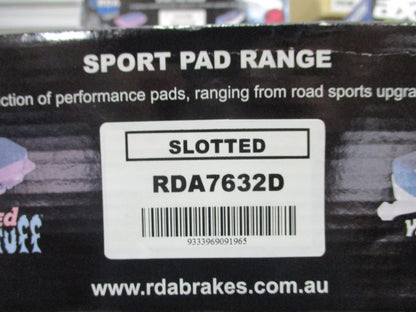 SPORT PAD RANGE
ction of performance pads, ranging from road sports upgra
SLOTTED
RDA7632D
9333969091965
www.rdabrakes.com.au